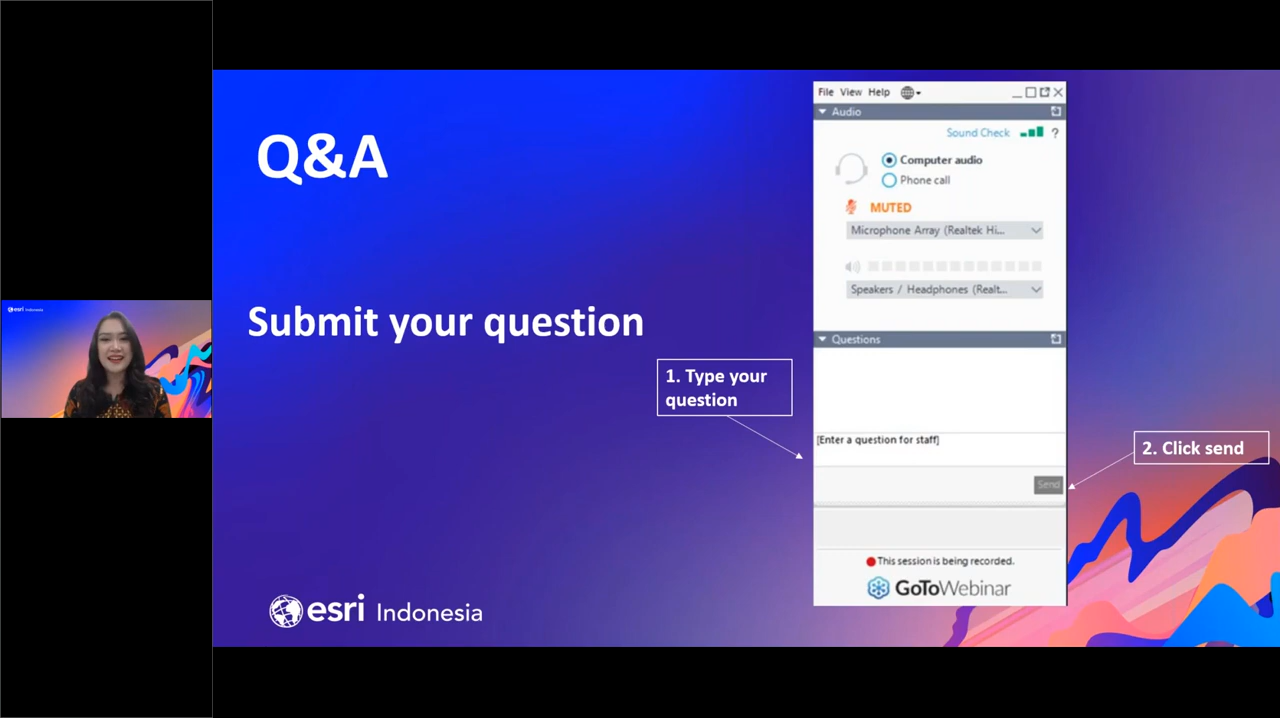 esri Indonesia
Q&A
Submit your question
1. Type your
question
2. Click send
File View Help
Audio
Sound Check ?
Computer audio
Phone call
MUTED
Microphone Array (Realtek Hi...
Speakers / Headphones (Realt...
Questions
[Enter a question for staff]
Send
This session is being recorded.
GoToWebinar
esri Indonesia